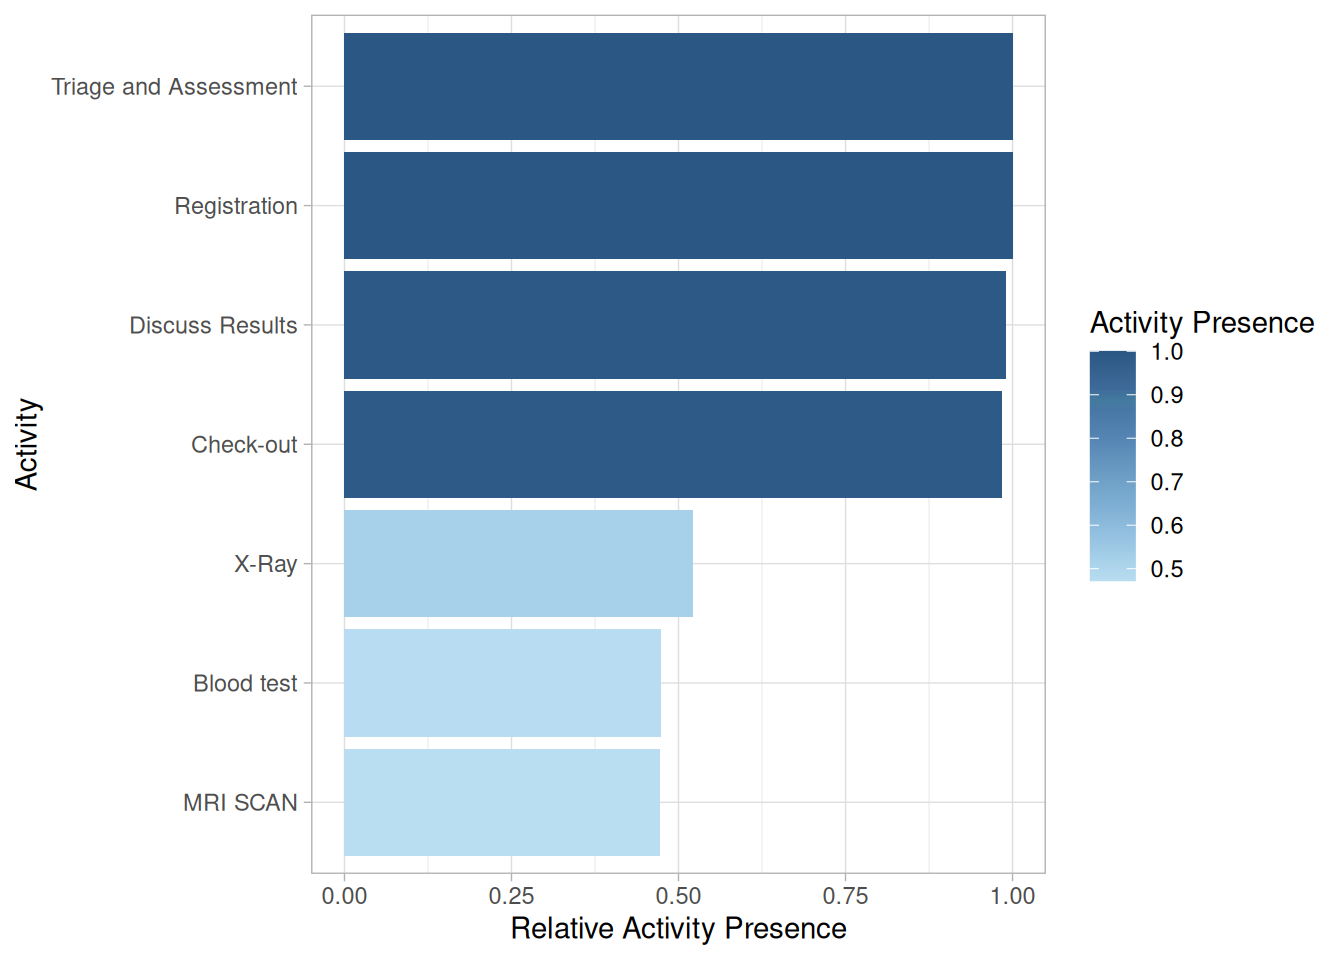 Triage and Assessment
Registration
Discuss Results
Check-out
X-Ray
Blood test
MRI SCAN
Activity
0.00 0.25 0.50 0.75 1.00
Relative Activity Presence
Activity Presence
1.0
0.9
0.8
0.7
0.6
0.5